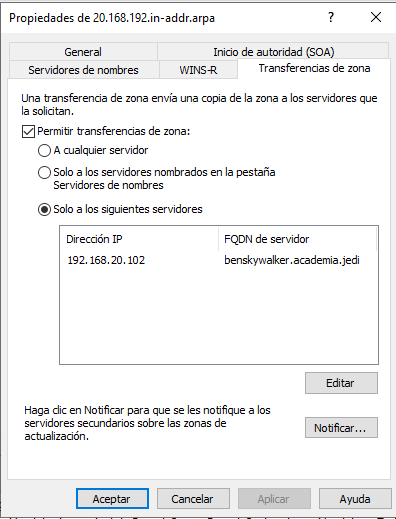 Propiedades de 20.168.192.in-addr.arpa
General
Inicio de autoridad (SOA)
Servidores de nombres
WINS-R
Transferencias de zona
Una transferencia de zona envía una copia de la zona a los servidores que
la solicitan.
Permitir transferencias de zona:
A cualquier servidor
Solo a los servidores nombrados en la pestaña
Servidores de nombres
Solo a los siguientes servidores
Dirección IP
FQDN de servidor
192.168.20.102
benskywalker.academia.jedi
Editar
Haga clic en Notificar para que se les notifique a los
servidores secundarios sobre las zonas de
actualización.
Notificar...
Aceptar
Cancelar
Aplicar
Ayuda